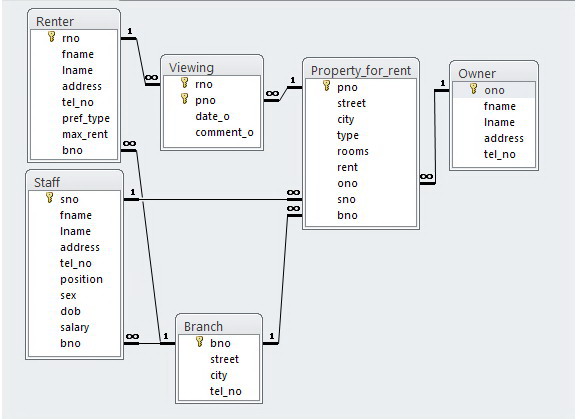 Renter
rno
fname
lname
address
tel_no
pref_type
max_rent
bno
1
∞
∞
Viewing
rno
pno
date_o
comment_o
∞
1
Property_for_rent
pno
street
city
type
rooms
rent
ono
sno
bno
∞
∞
∞
1
Owner
ono
fname
lname
address
tel_no
Staff
sno
fname
lname
address
tel_no
position
sex
dob
salary
bno
1
∞
1
Branch
bno
street
city
tel_no
1